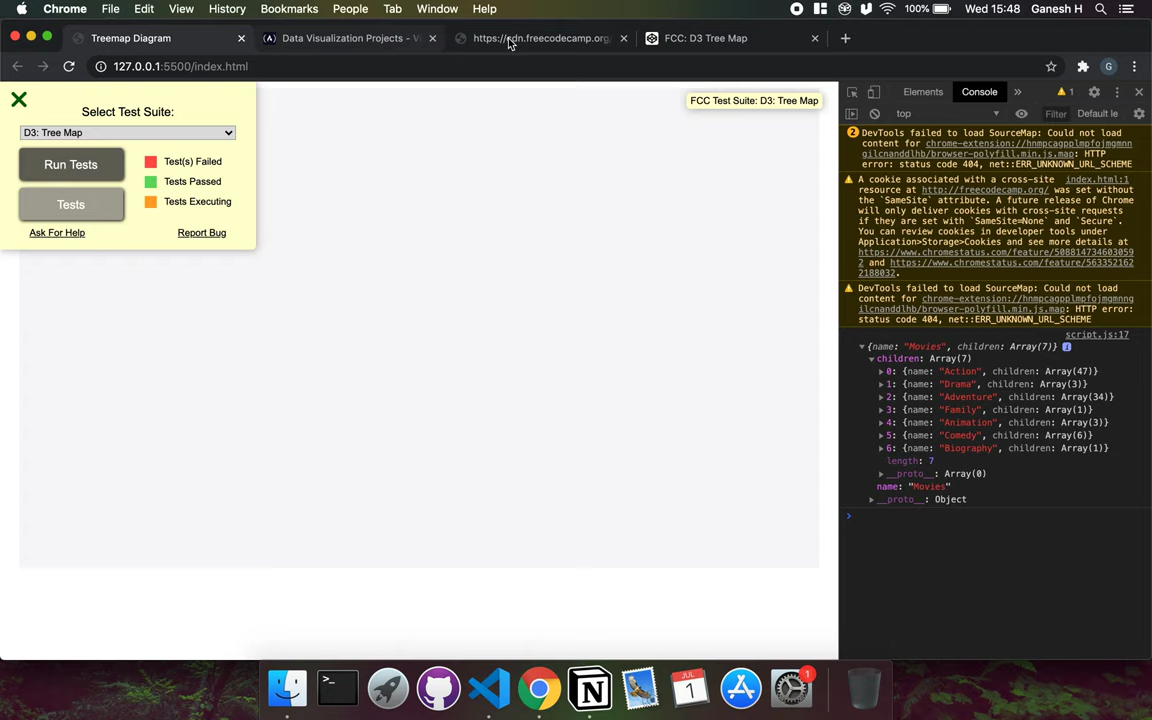 Chrome File Edit View History Bookmarks People Tab Window Help 100% Wed 15:48 Ganesh H
Treemap Diagram Data Visualization Projects - V https://cdn.freecodecamp.org FCC: D3 Tree Map
127.0.0.1:5500/index.html G
Select Test Suite:
D3: Tree Map
Run Tests
Tests
Test(s) Failed
Tests Passed
Tests Executing
Ask For Help Report Bug
FCC Test Suite: D3: Tree Map
Elements Console » 1
top Filter Default le
2 DevTools failed to load SourceMap: Could not load
content for chrome-extension://hnmpcagpplmpfojmgmnn
gilcnanddlhb/browser-polyfill.min.js.map: HTTP
error: status code 404, net::ERR_UNKNOWN_URL_SCHEME
A cookie associated with a cross-site index.html:1
resource at http://freecodecamp.org/ was set without
the `SameSite` attribute. A future release of Chrome
will only deliver cookies with cross-site requests
if they are set with `SameSite=None` and `Secure`.
You can review cookies in developer tools under
Application>Storage>Cookies and see more details at
https://www.chromestatus.com/feature/508814734603059
2 and https://www.chromestatus.com/feature/563352162
2188032.
DevTools failed to load SourceMap: Could not load
content for chrome-extension://hnmpcagpplmpfojmgmnng
ilcnanddlhb/browser-polyfill.min.js.map: HTTP error:
status code 404, net::ERR_UNKNOWN_URL_SCHEME
script.js:17
{name: "Movies", children: Array(7)} i
children: Array(7)
0: {name: "Action", children: Array(47)}
1: {name: "Drama", children: Array(3)}
2: {name: "Adventure", children: Array(34)}
3: {name: "Family", children: Array(1)}
4: {name: "Animation", children: Array(3)}
5: {name: "Comedy", children: Array(6)}
6: {name: "Biography", children: Array(1)}
length: 7
__proto__: Array(0)
name: "Movies"
__proto__: Object
>
>_
N
JUL
1
1